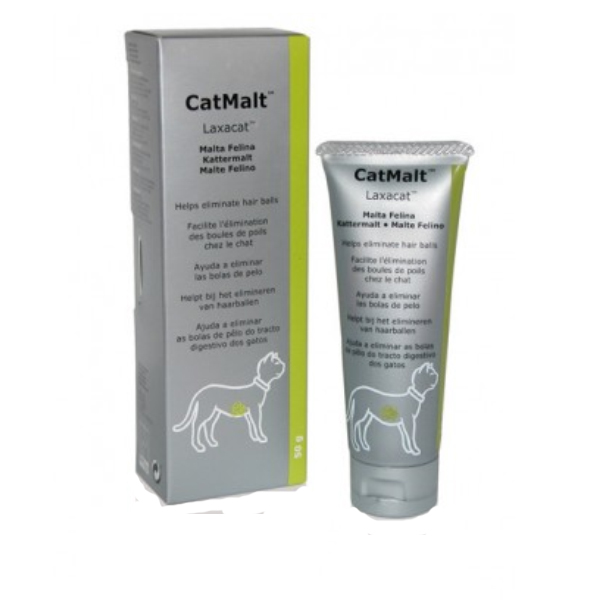 CatMalt™
Laxacat™
Malta Felina
Kattermalt
Malte Felino
Helps eliminate hair balls
Facilite l'élimination
des boules de poils
chez le chat
Ayuda a eliminar
las bolas de pelo
Helpt bij het elimineren
van haarballen
Ajuda a eliminar
as bolas de pêlo do tracto
digestivo dos gatos
50 g
CatMalt™
Laxacat™
Malta Felina
Kattermalt • Malte Felino
Helps eliminate hair balls
Facilite l'élimination
des boules de poils
chez le chat
Ayuda a eliminar
las bolas de pelo
Helpt bij het elimineren
van haarballen
Ajuda a eliminar as bolas
de pêlo do tracto digestivo
dos gatos